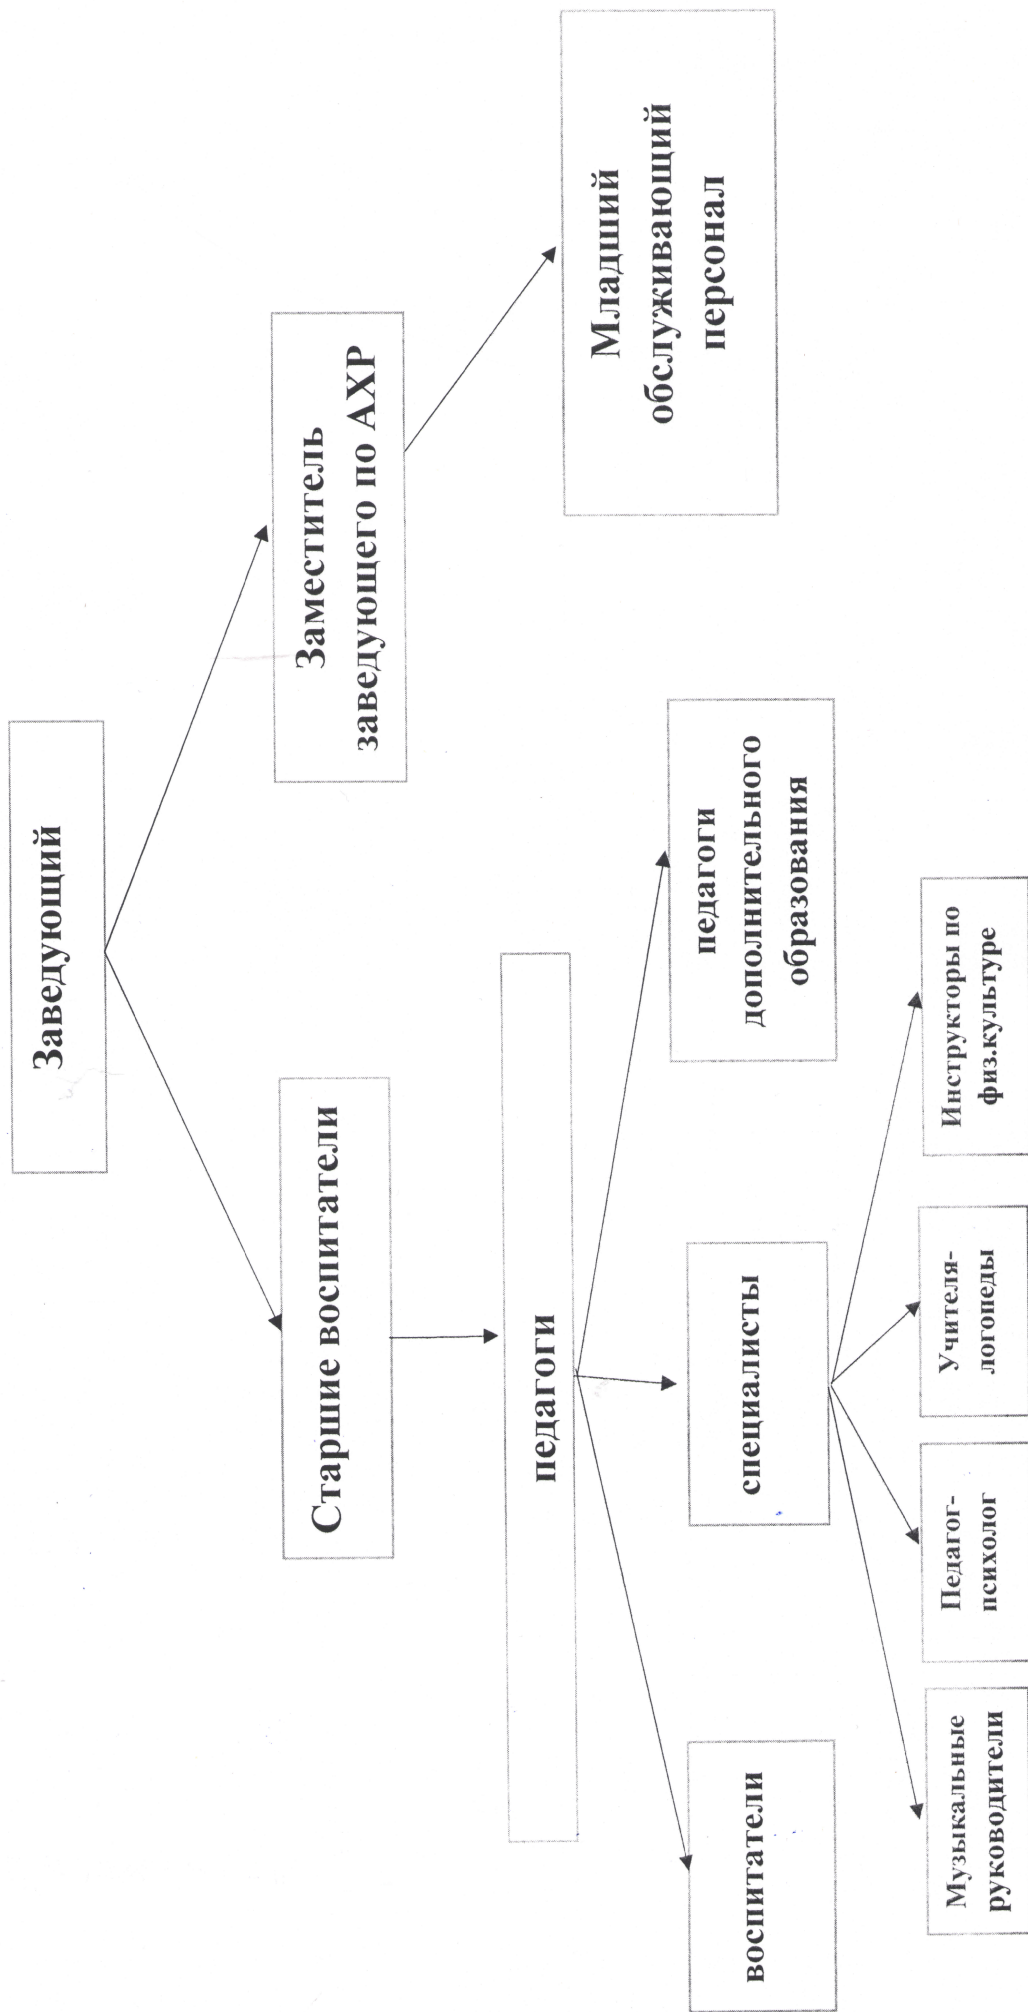 Заведующий
Старшие воспитатели
Заместитель
заведующего по АХР
педагоги
Младший
обслуживающий
персонал
воспитатели
специалисты
педагоги
дополнительного
образования
Музыкальные
руководители
Педагог-
психолог
Учителя-
логопеды
Инструкторы по
физ.культуре